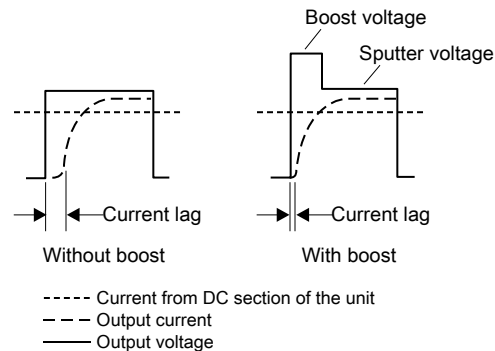 Boost voltage
Sputter voltage
Current lag
Current lag
Without boost
With boost
Current from DC section of the unit
Output current
Output voltage